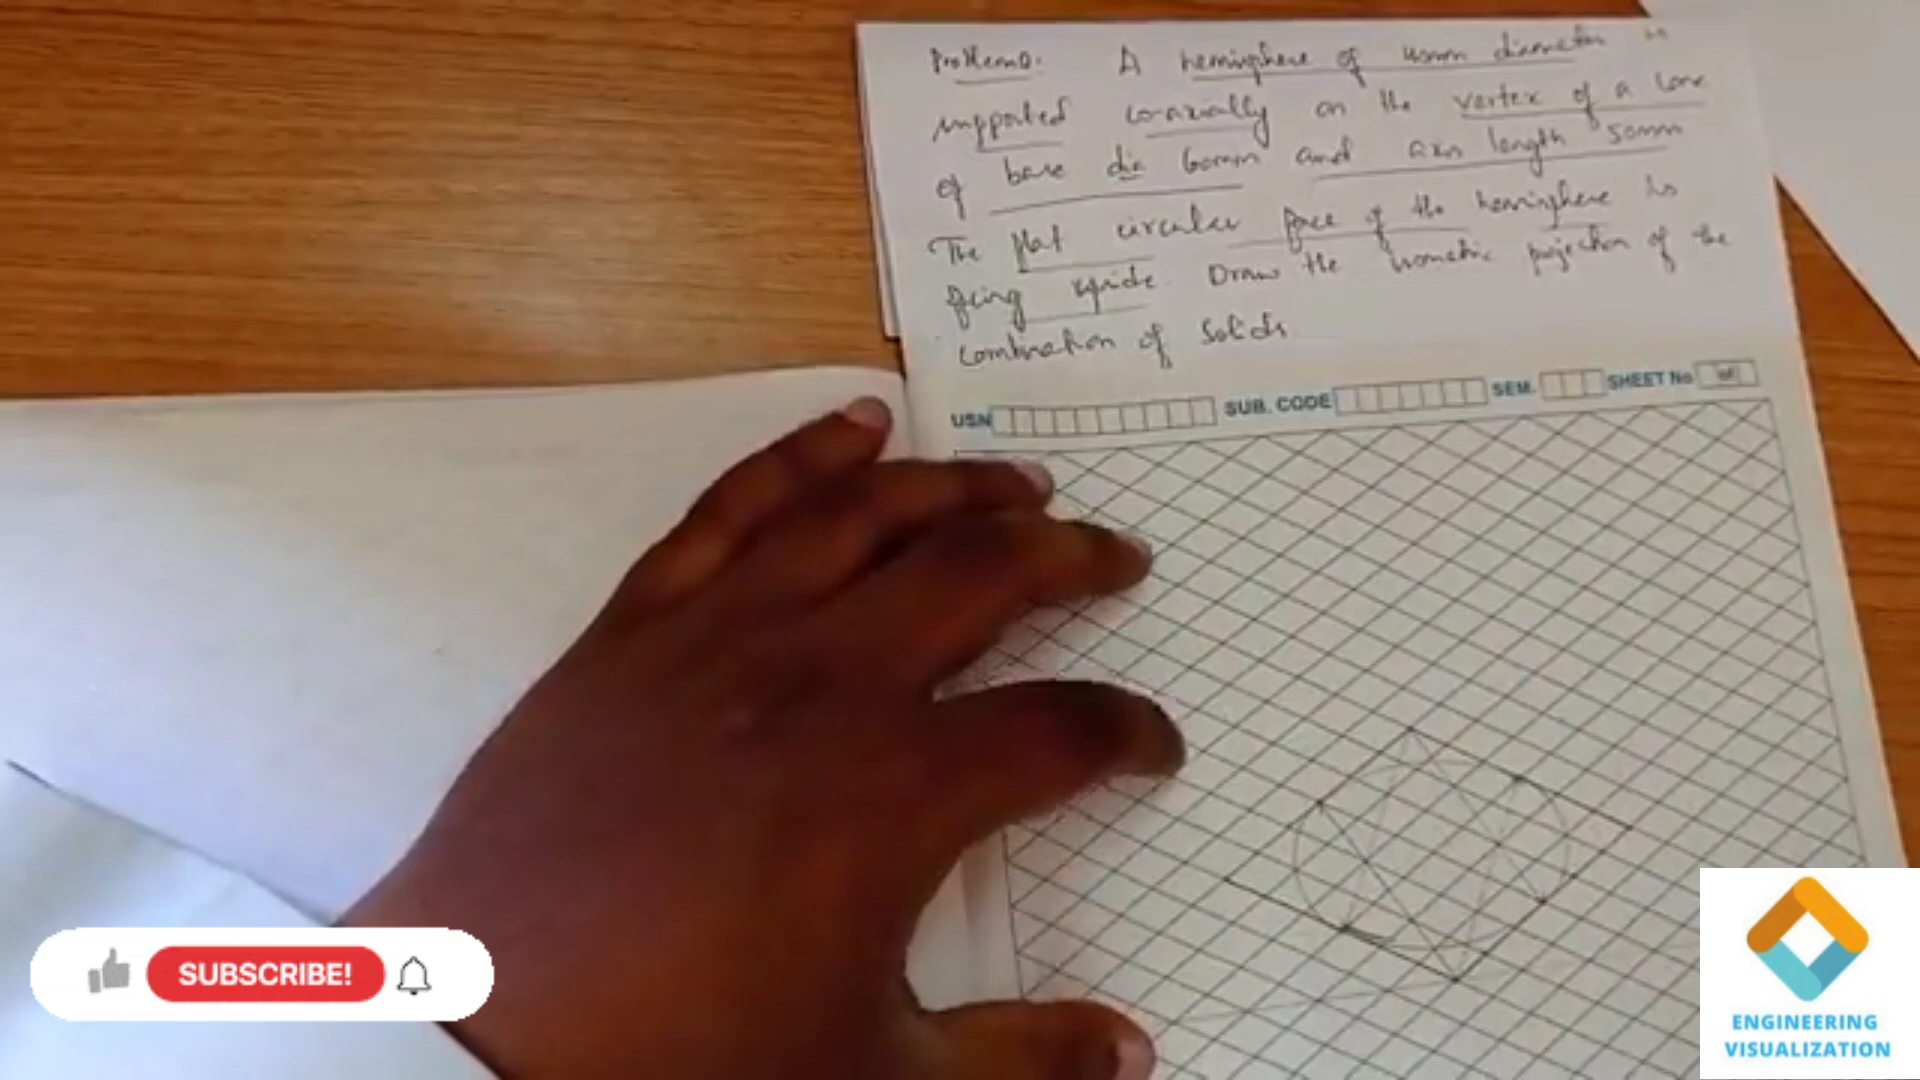 Problem 2: A hemisphere of 40mm diameter is
supported co-axially on the vertex of a cone
of base dia 60mm and axis length 50mm
The flat circular face of the hemisphere is
facing upside. Draw the isometric projection of the
combination of solids
USN SUB. CODE SEM. SHEET No of
SUBSCRIBE!
ENGINEERING
VISUALIZATION